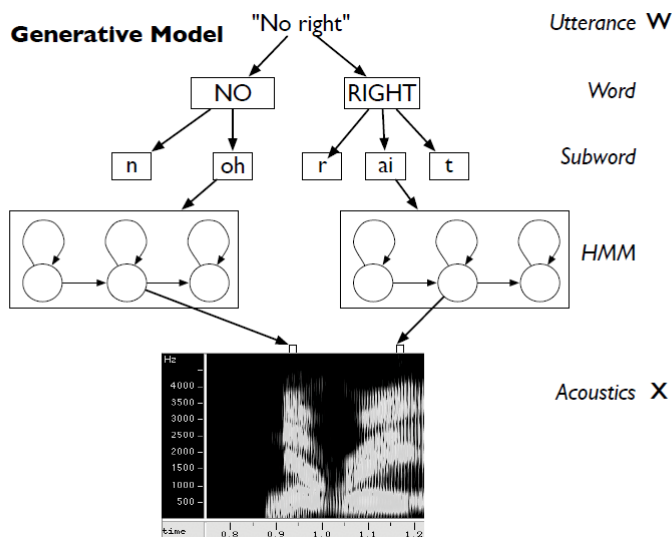 Generative Model
"No right"
Utterance W
NO
RIGHT
Word
n
oh
r
ai
t
Subword
HMM
Acoustics X
Hz
4000
3500
3000
2500
2000
1500
1000
500
time
0.8
0.9
1.0
1.1
1.2